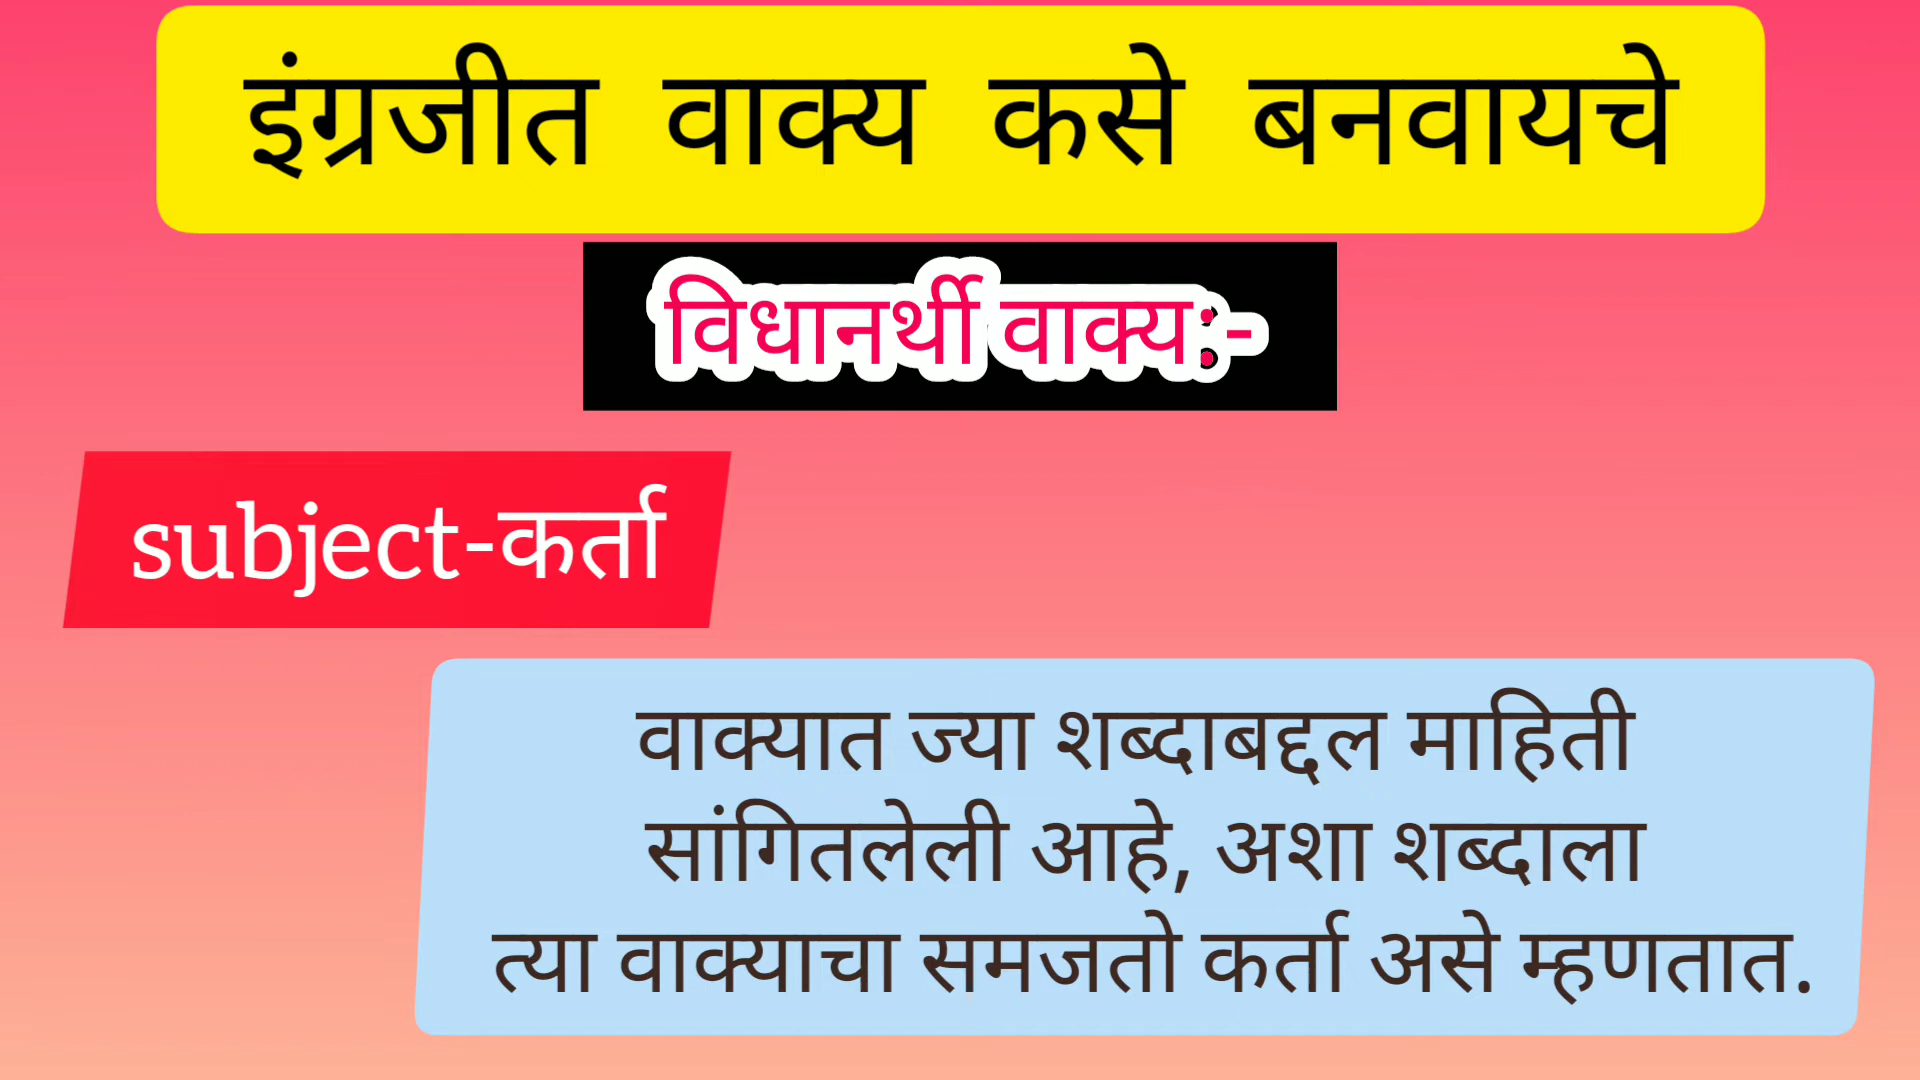 इंग्रजीत वाक्य कसे बनवायचे
विधानर्थी वाक्य:-
subject-कर्ता
वाक्यात ज्या शब्दाबद्दल माहिती
सांगितलेली आहे, अशा शब्दाला
त्या वाक्याचा समजतो कर्ता असे म्हणतात.